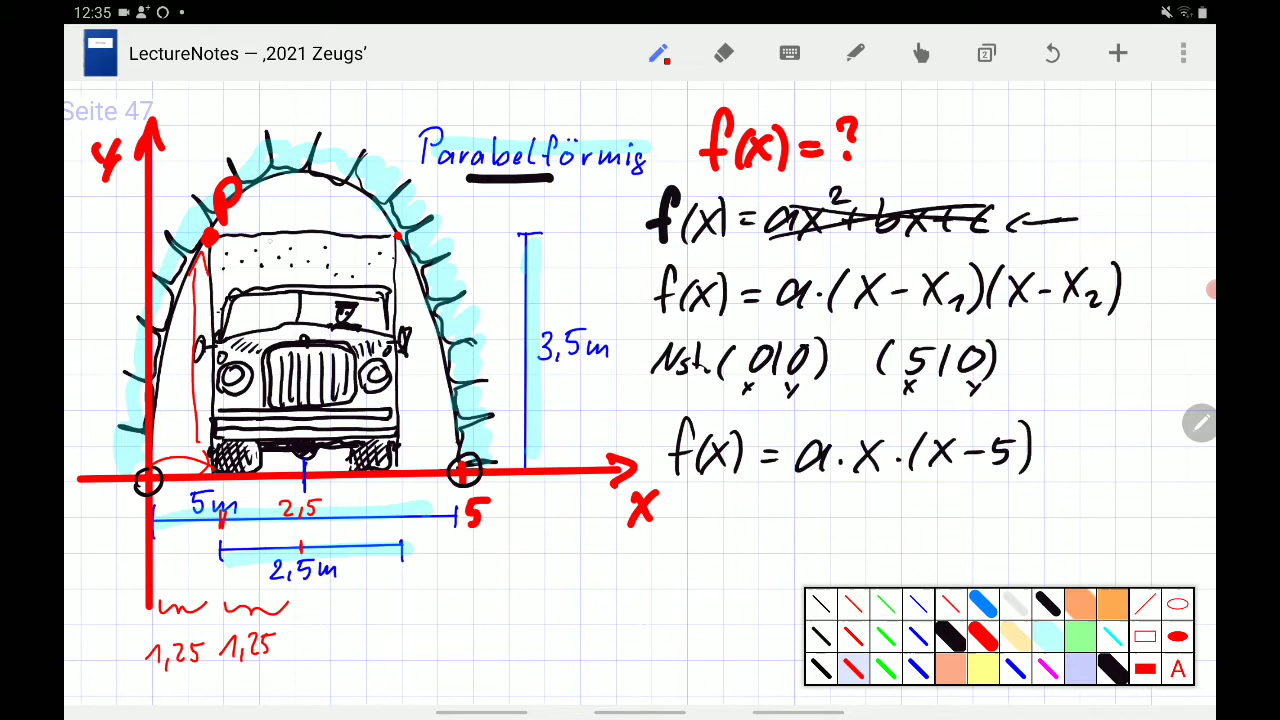 12:35
LectureNotes — ‚2021 Zeugs’
Seite 47
y
P
Parabelförmig
3,5m
5m
2,5
5
x
2,5m
1,25 1,25
f(x) = ?
f(x) = ax² + bx + c
f(x) = a·(x - x₁)(x - x₂)
Nst. (0|0) (5|0)
x y x y
f(x) = a·x·(x-5)
2
A